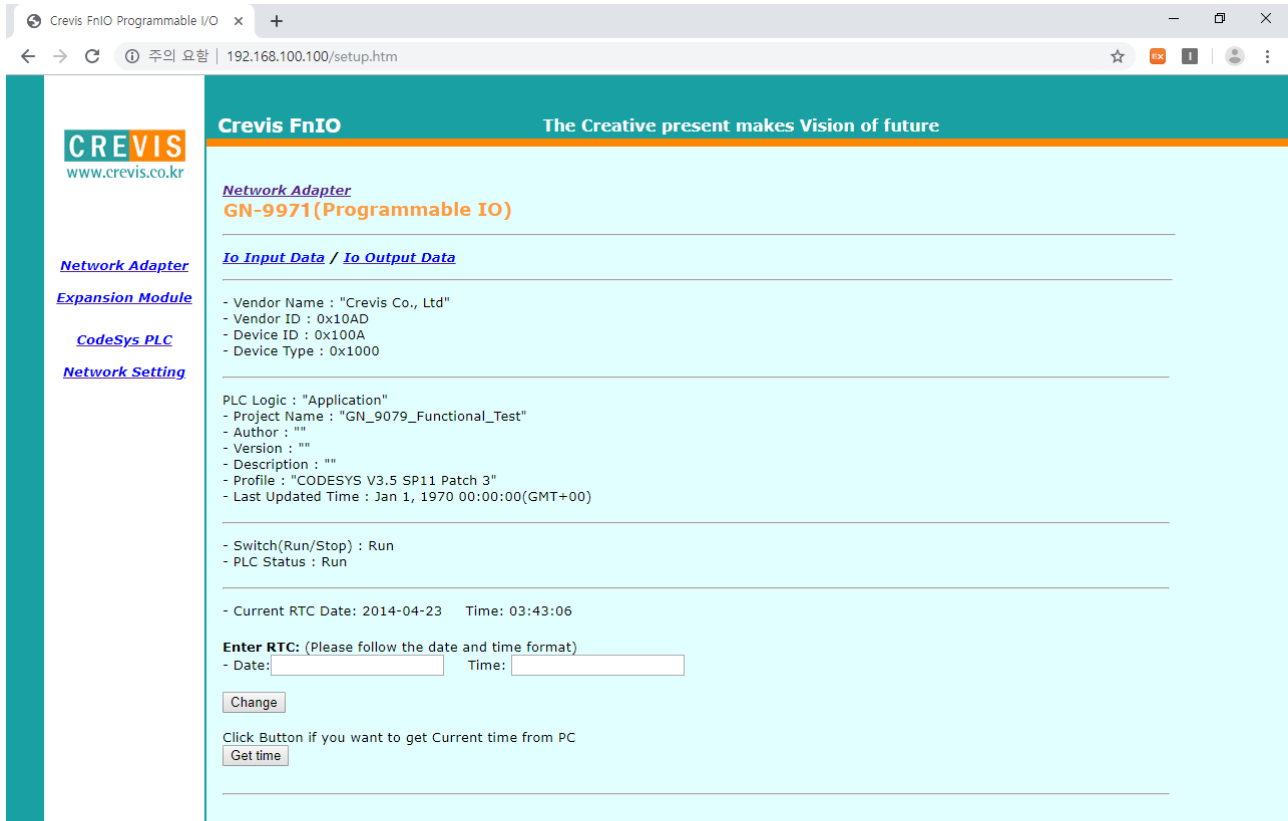 Crevis FnIO Programmable I/O
주의 요함 | 192.168.100.100/setup.htm
CREVIS
www.crevis.co.kr
Network Adapter
Expansion Module
CodeSys PLC
Network Setting
Crevis FnIO The Creative present makes Vision of future
Network Adapter
GN-9971(Programmable IO)
Io Input Data / Io Output Data
- Vendor Name : "Crevis Co., Ltd"
- Vendor ID : 0x10AD
- Device ID : 0x100A
- Device Type : 0x1000
PLC Logic : "Application"
- Project Name : "GN_9079_Functional_Test"
- Author : ""
- Version : ""
- Description : ""
- Profile : "CODESYS V3.5 SP11 Patch 3"
- Last Updated Time : Jan 1, 1970 00:00:00(GMT+00)
- Switch(Run/Stop) : Run
- PLC Status : Run
- Current RTC Date: 2014-04-23 Time: 03:43:06
Enter RTC: (Please follow the date and time format)
- Date: Time:
Change
Click Button if you want to get Current time from PC
Get time